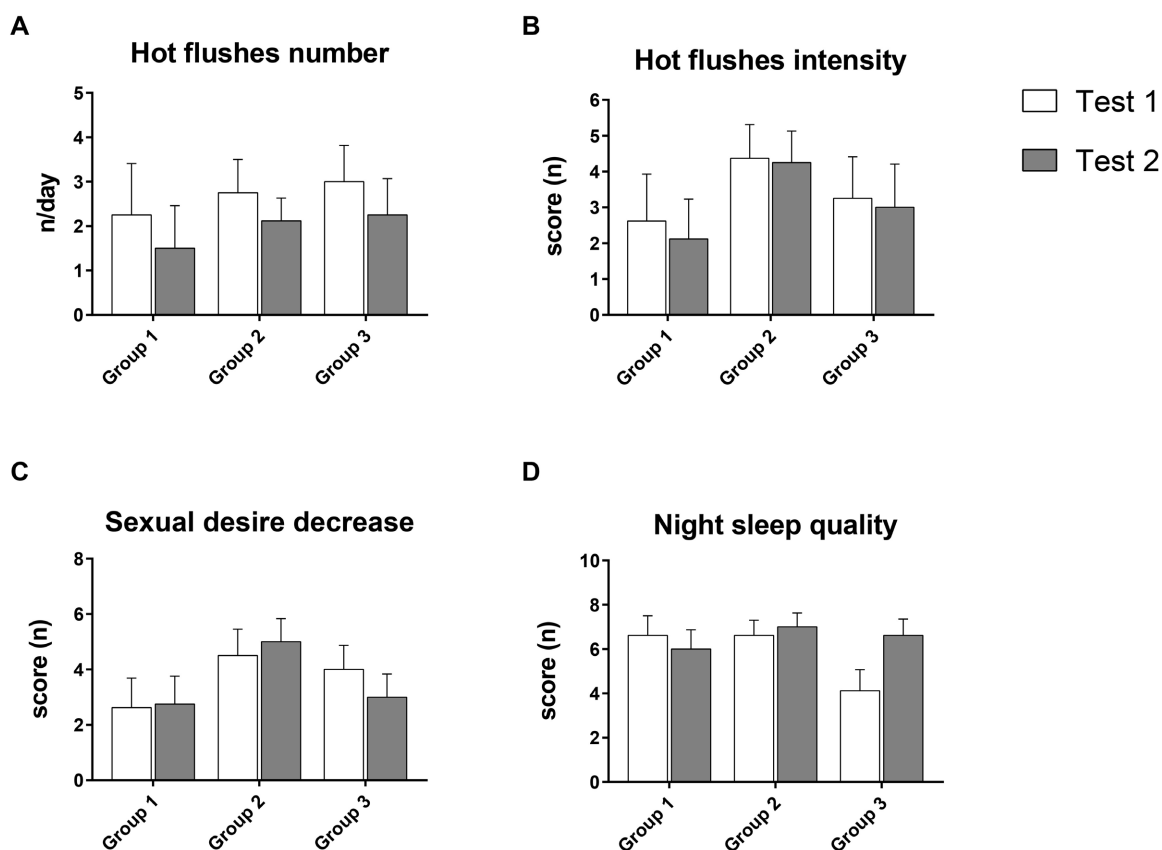 A
Hot flushes number
5
4
3
2
1
0
n/day
Group 1
Group 2
Group 3
B
Hot flushes intensity
6
5
4
3
2
1
0
score (n)
Group 1
Group 2
Group 3
Test 1
Test 2
C
Sexual desire decrease
8
6
4
2
0
score (n)
Group 1
Group 2
Group 3
D
Night sleep quality
10
8
6
4
2
0
score (n)
Group 1
Group 2
Group 3